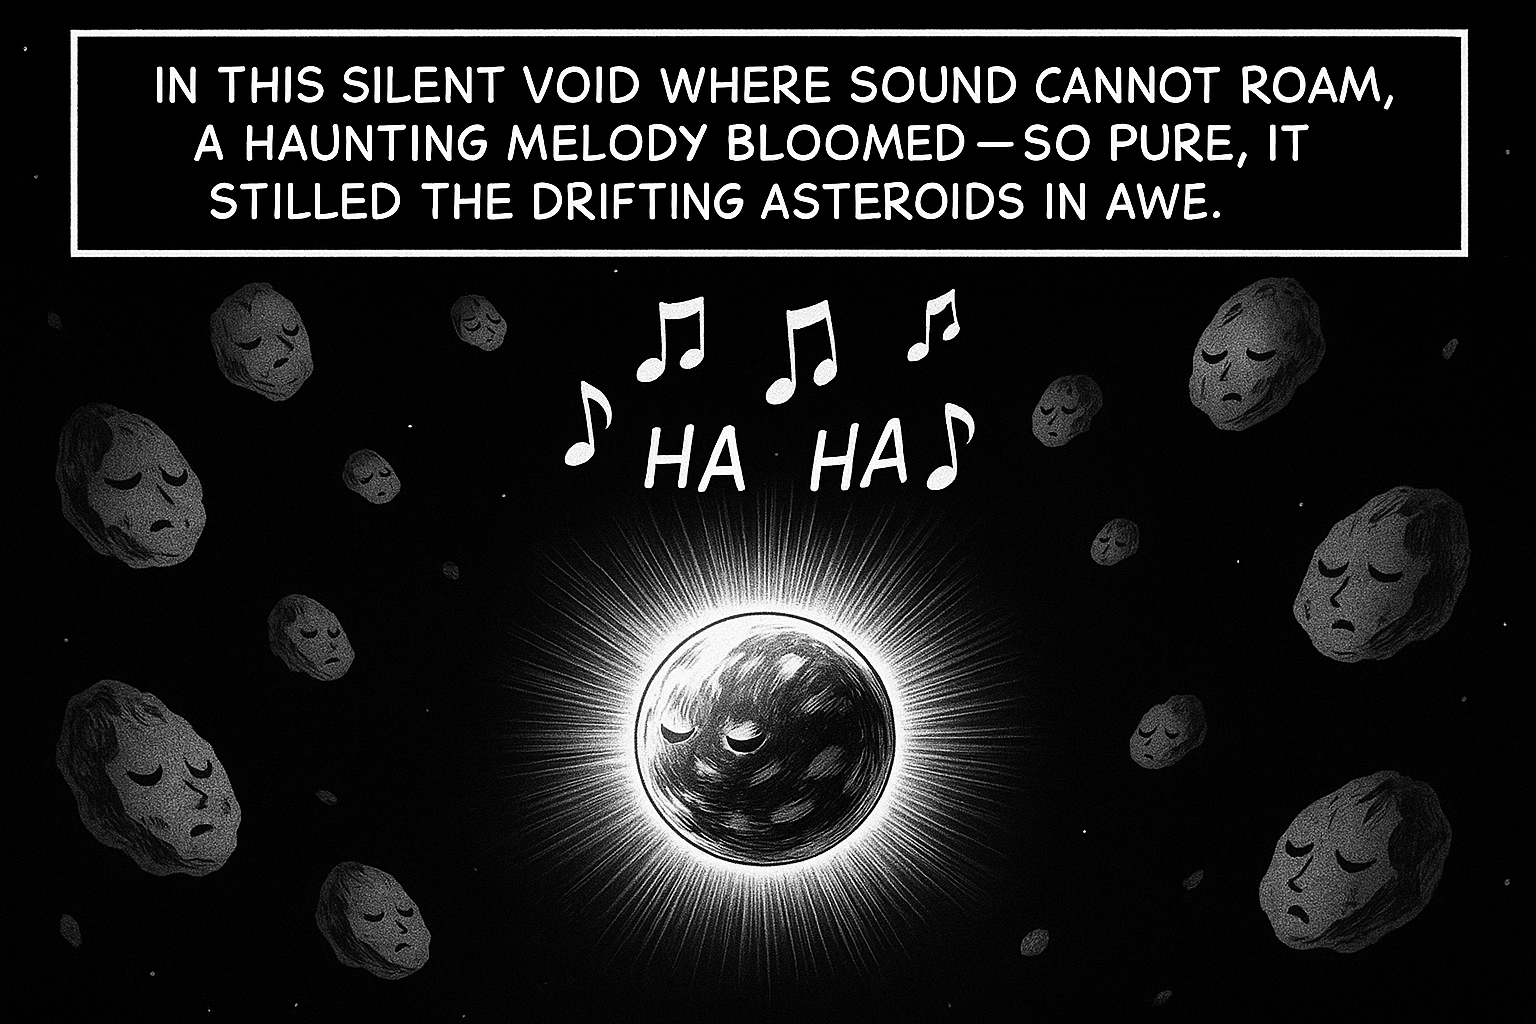 IN THIS SILENT VOID WHERE SOUND CANNOT ROAM,
A HAUNTING MELODY BLOOMED—SO PURE, IT
STILLED THE DRIFTING ASTEROIDS IN AWE.
HA HA